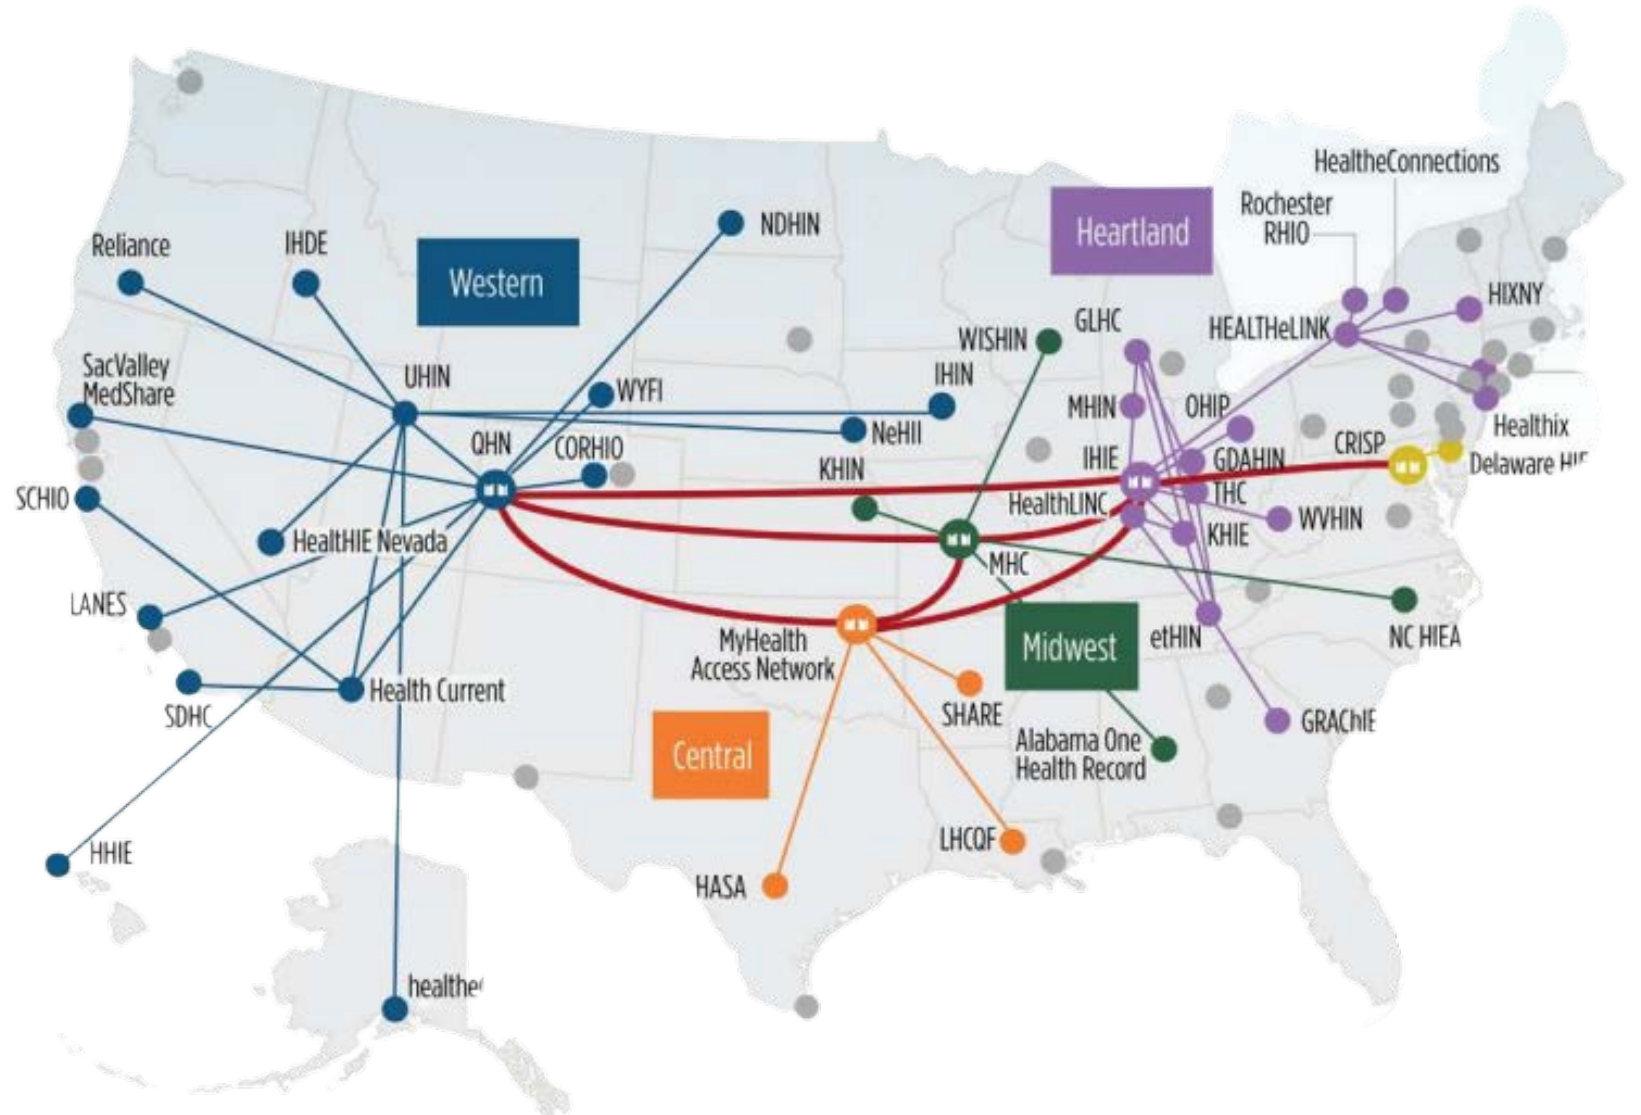 HealtheConnections
Rochester
RHIO
Heartland
NDHIN
Reliance
IHDE
Western
HIXNY
GLHC
HEALTHeLINK
WISHIN
SacValley
MedShare
UHIN
WYFI
IHIN
MHIN
OHIP
NeHII
Healthix
QHN
CORHIO
CRISP
KHIN
IHIE
GDAHIN
Delaware
SCHIO
HealthLINC
THC
WVHIN
HealtHIE Nevada
KHIE
MHC
LANES
NC HIEA
MyHealth
Access Network
Midwest
etHIN
Health Current
SDHC
SHARE
GRAChIE
Central
Alabama One
Health Record
LHCQF
HHIE
HASA
healthe